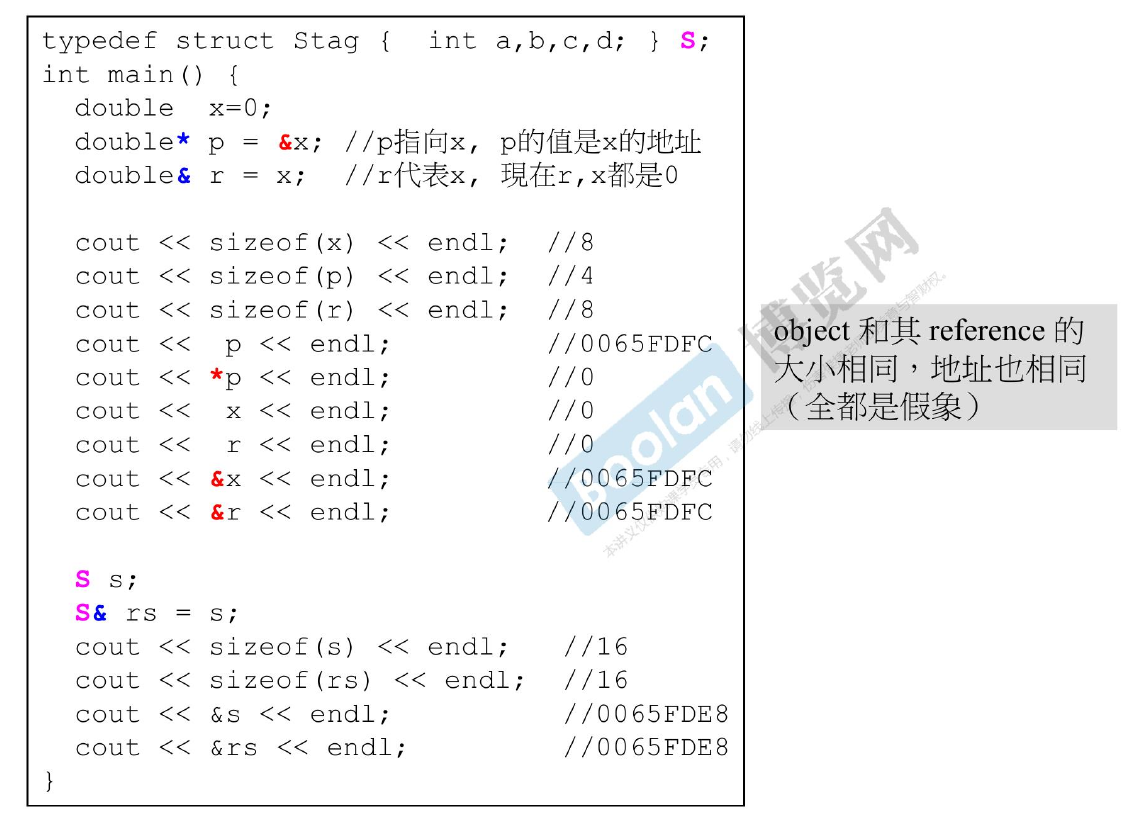 typedef struct Stag {  int a,b,c,d; } S;
int main() {
  double  x=0;
  double* p = &x; //p指向x, p的值是x的地址
  double& r = x;  //r代表x, 現在r,x都是0
  cout << sizeof(x) << endl;  //8
  cout << sizeof(p) << endl;  //4
  cout << sizeof(r) << endl;  //8
  cout <<  p << endl;         //0065FDFC
  cout << *p << endl;         //0
  cout <<  x << endl;         //0
  cout <<  r << endl;         //0
  cout << &x << endl;         //0065FDFC
  cout << &r << endl;         //0065FDFC
  S s;
  S& rs = s;
  cout << sizeof(s) << endl;   //16
  cout << sizeof(rs) << endl;  //16
  cout << &s << endl;          //0065FDE8
  cout << &rs << endl;         //0065FDE8
}
object 和其 reference 的
大小相同，地址也相同
（全都是假象）
Boolan
博览网